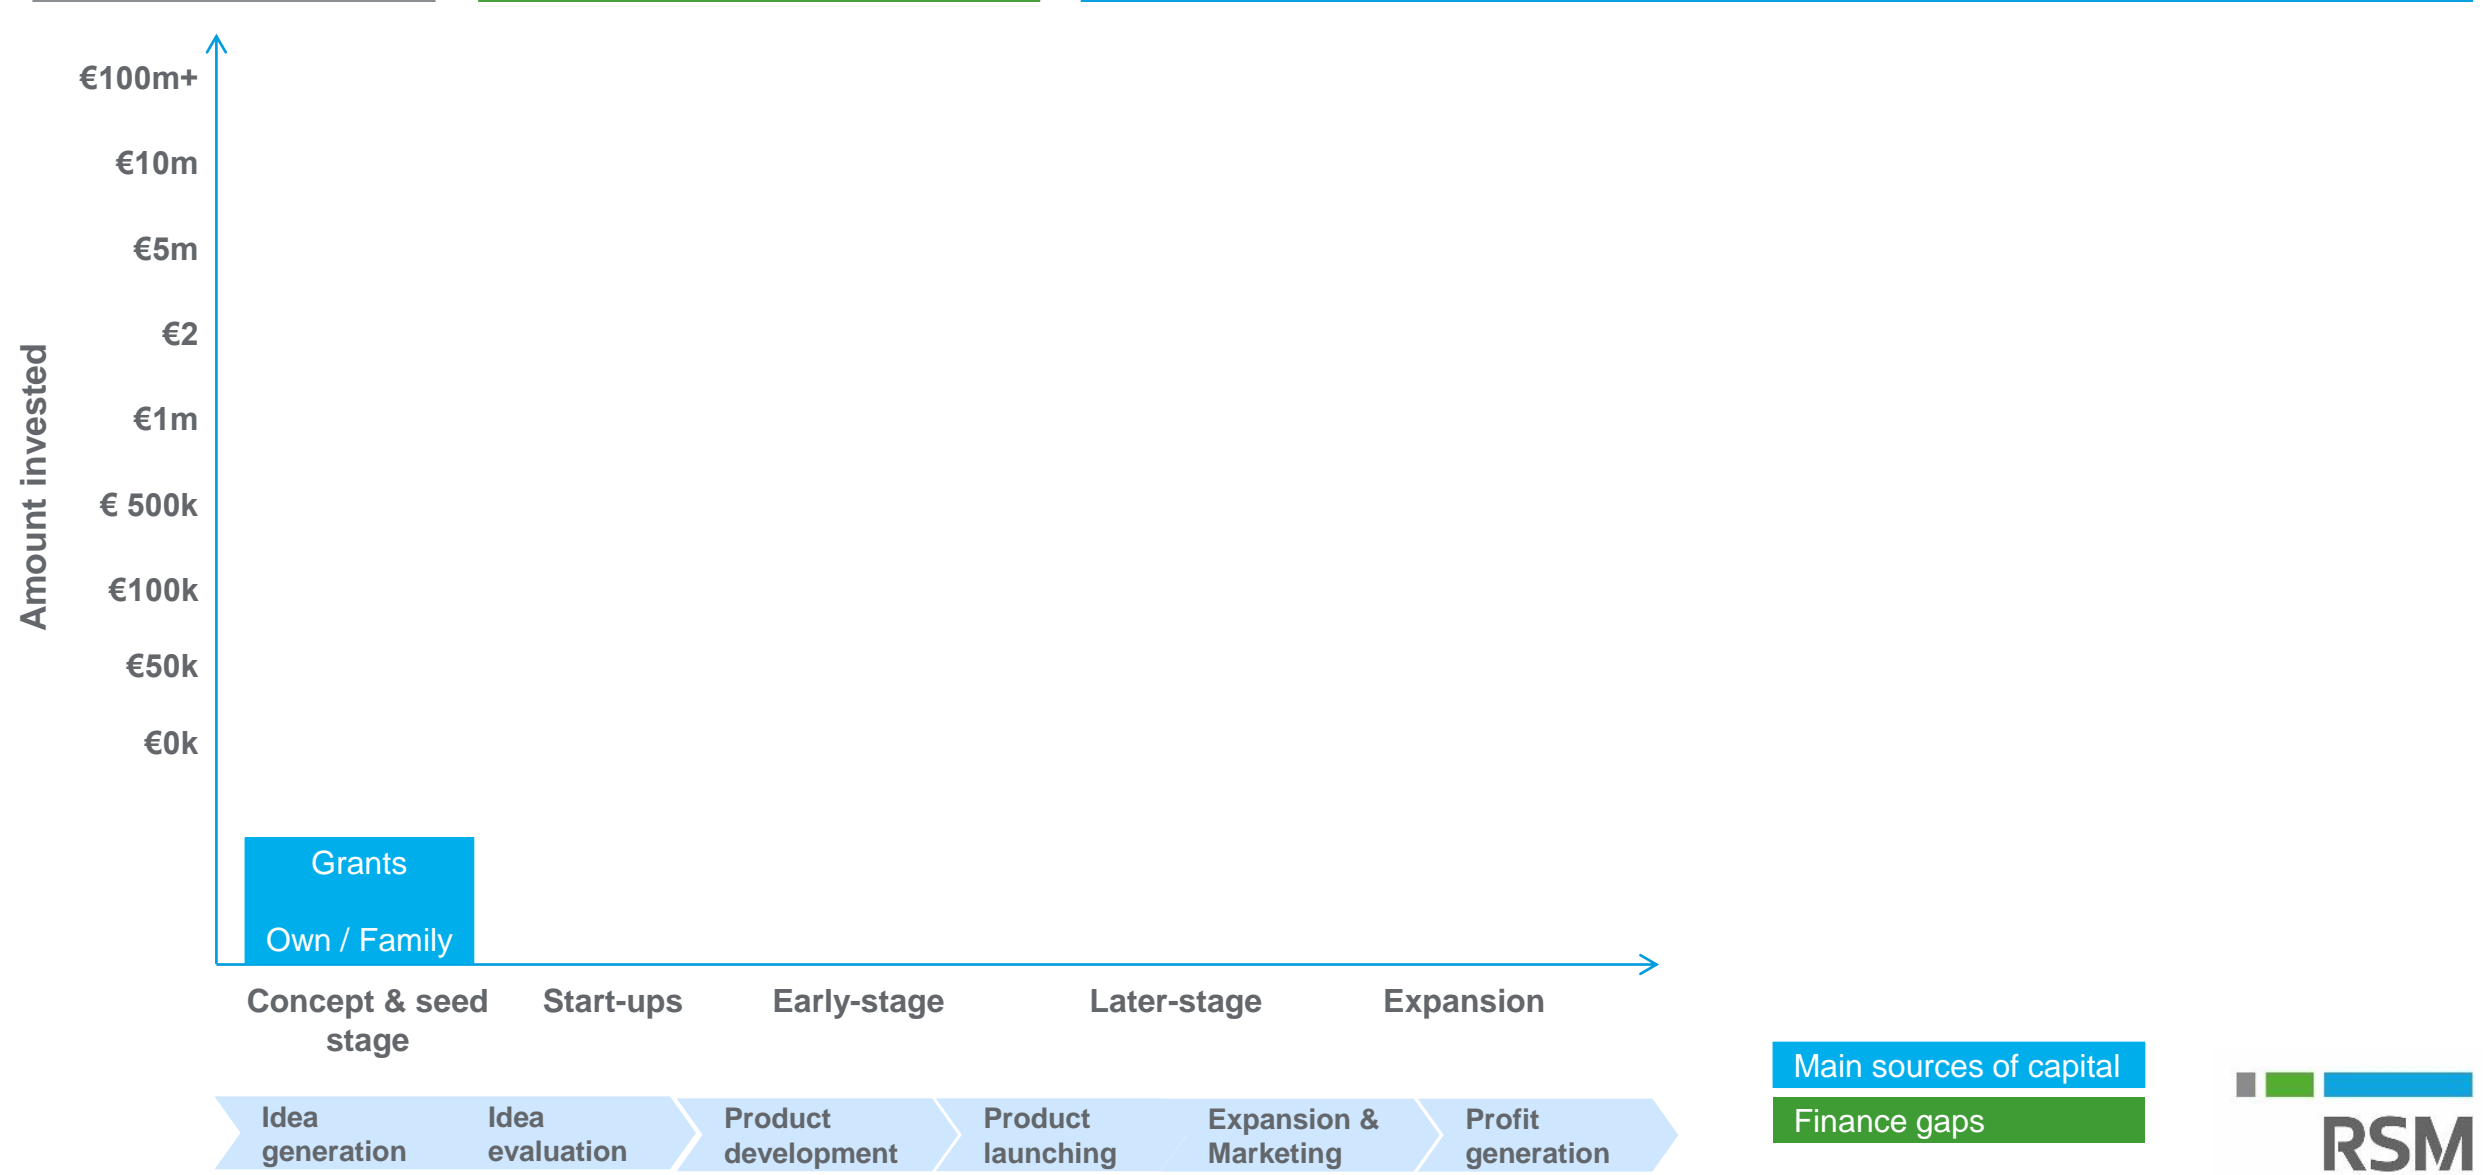 €100m+
€10m
€5m
€2
€1m
€ 500k
€100k
€50k
€0k
Amount invested
Grants
Own / Family
Concept & seed
stage
Start-ups
Early-stage
Later-stage
Expansion
Idea
generation
Idea
evaluation
Product
development
Product
launching
Expansion &
Marketing
Profit
generation
Main sources of capital
Finance gaps
RSM